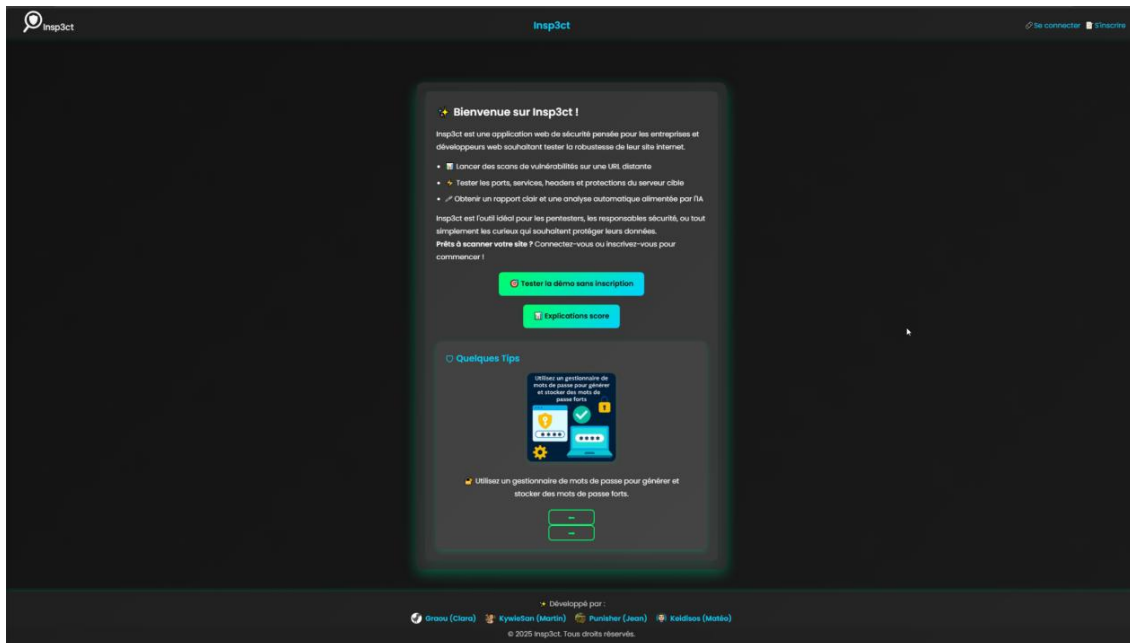 Insp3ct
Insp3ct
Se connecter S'inscrire
Bienvenue sur Insp3ct !
Insp3ct est une application web de sécurité pensée pour les entreprises et
développeurs web souhaitant tester la robustesse de leur site internet.
• Lancer des scans de vulnérabilités sur une URL distante
• Tester les ports, services, headers et protections du serveur cible
• Obtenir un rapport clair et une analyse automatique alimentée par l'IA
Insp3ct est l'outil idéal pour les pentesters, les responsables sécurité, ou tout
simplement les curieux qui souhaitent protéger leurs données.
Prêts à scanner votre site ? Connectez-vous ou inscrivez-vous pour
commencer !
Tester la démo sans inscription
Explications score
Quelques Tips
Utilisez un gestionnaire de
mots de passe pour générer
et stocker des mots de
passe forts
Utilisez un gestionnaire de mots de passe pour générer et
stocker des mots de passe forts.
←
→
Développé par :
Graou (Clara) KywieSan (Martin) Punisher (Jean) Keldisos (Matéo)
© 2025 Insp3ct. Tous droits réservés.